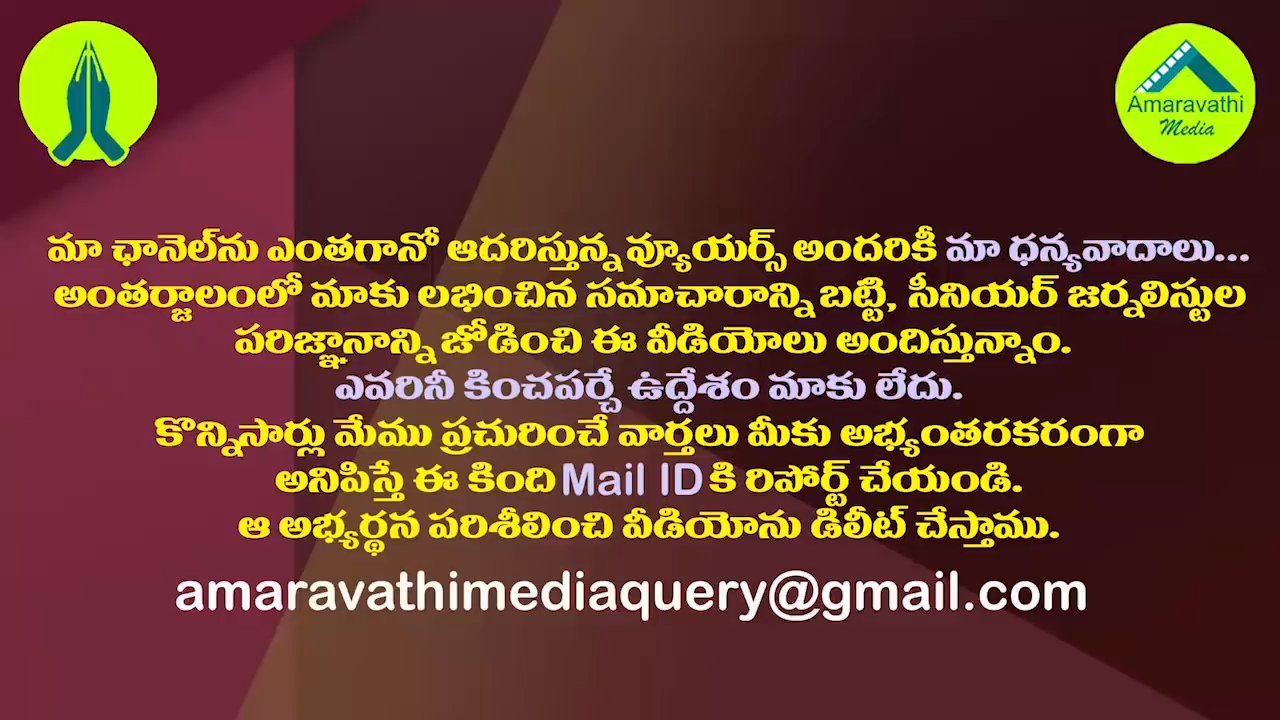 Amaravathi
Media
మా ఛానెల్‌ను ఎంతగానో ఆదరిస్తున్న వ్యూయర్స్ అందరికీ మా ధన్యవాదాలు...
అంతర్జాలంలో మాకు లభించిన సమాచారాన్ని బట్టి, సీనియర్ జర్నలిస్టుల
పరిజ్ఞానాన్ని జోడించి ఈ వీడియోలు అందిస్తున్నాం.
ఎవరినీ కించపర్చే ఉద్దేశం మాకు లేదు.
కొన్నిసార్లు మేము ప్రచురించే వార్తలు మీకు అభ్యంతరకరంగా
అనిపిస్తే ఈ కింది Mail ID కి రిపోర్ట్ చేయండి.
ఆ అభ్యర్థన పరిశీలించి వీడియోను డిలీట్ చేస్తాము.
amaravathimediaquery@gmail.com